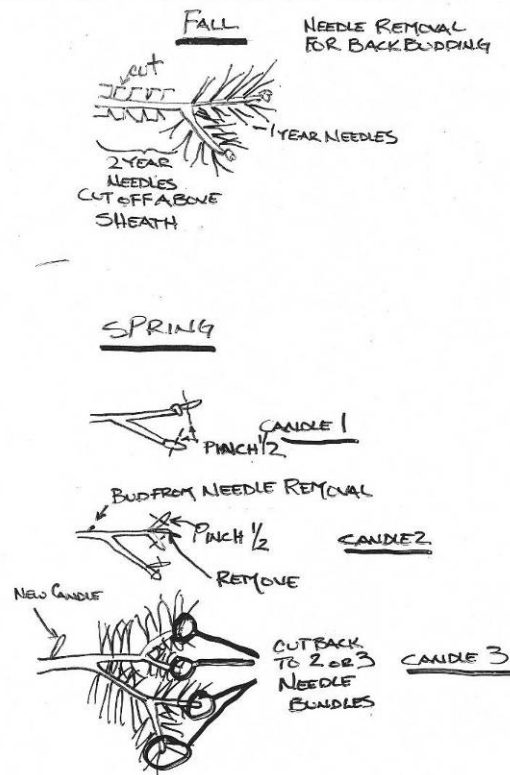 FALL
NEEDLE REMOVAL
FOR BACKBUDDING
CUT
1 YEAR NEEDLES
2 YEAR
NEEDLES
CUT OFF ABOVE
SHEATH
SPRING
CANDLE 1
PINCH 1/2
BUD FROM NEEDLE REMOVAL
PINCH 1/2
CANDLE 2
REMOVE
NEW CANDLE
CUT BACK
TO 2 OR 3
NEEDLE
BUNDLES
CANDLE 3